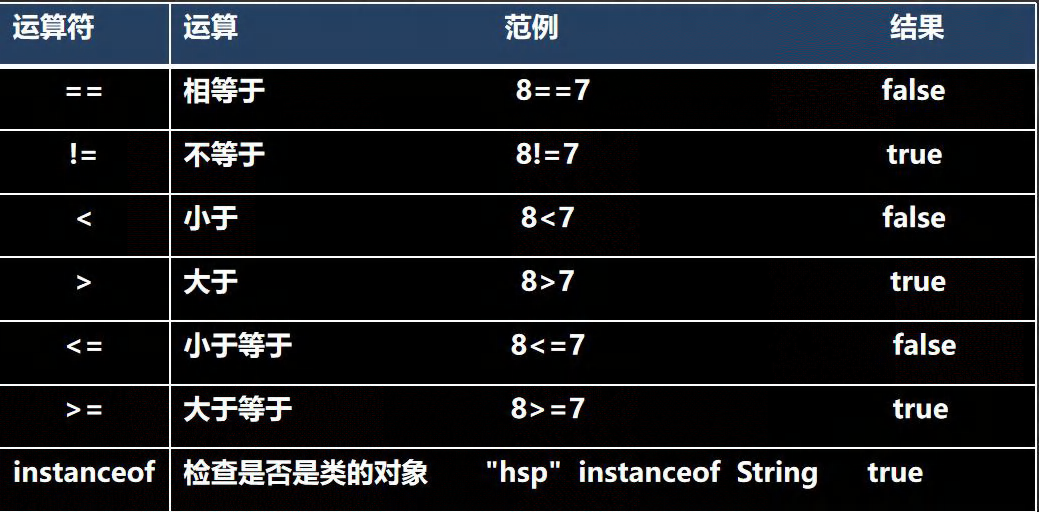 运算符 运算 范例 结果
== 相等于 8==7 false
!= 不等于 8!=7 true
< 小于 8<7 false
> 大于 8>7 true
<= 小于等于 8<=7 false
>= 大于等于 8>=7 true
instanceof 检查是否是类的对象 "hsp" instanceof String true